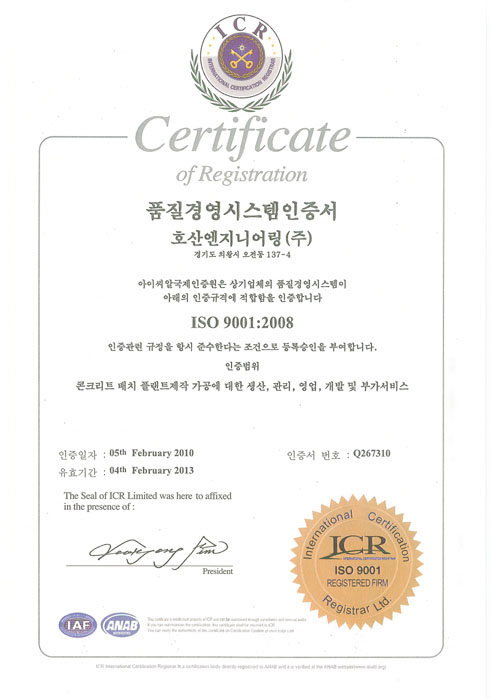 ICR
INTERNATIONAL CERTIFICATION REGISTRAR
Certificate
of Registration
품질경영시스템인증서
호산엔지니어링(주)
경기도 의왕시 오전동 137-4
아이씨알국제인증원은 상기업체의 품질경영시스템이
아래의 인증규격에 적합함을 인증합니다
ISO 9001:2008
인증관련 규정을 항시 준수한다는 조건으로 등록승인을 부여합니다.
인증범위
콘크리트 배치 플랜트제작 가공에 대한 생산, 관리, 영업, 개발 및 부가서비스
인증일자 : 05th February 2010
인증서 번호 : Q267310
유효기간 : 04th February 2013
The Seal of ICR Limited was here to affixed
in the presence of :
President
International Certification
ICR
INTERNATIONAL CERTIFICATION REGISTRAR
ISO 9001
REGISTERED FIRM
Registrar Ltd.
IAF
ANAB